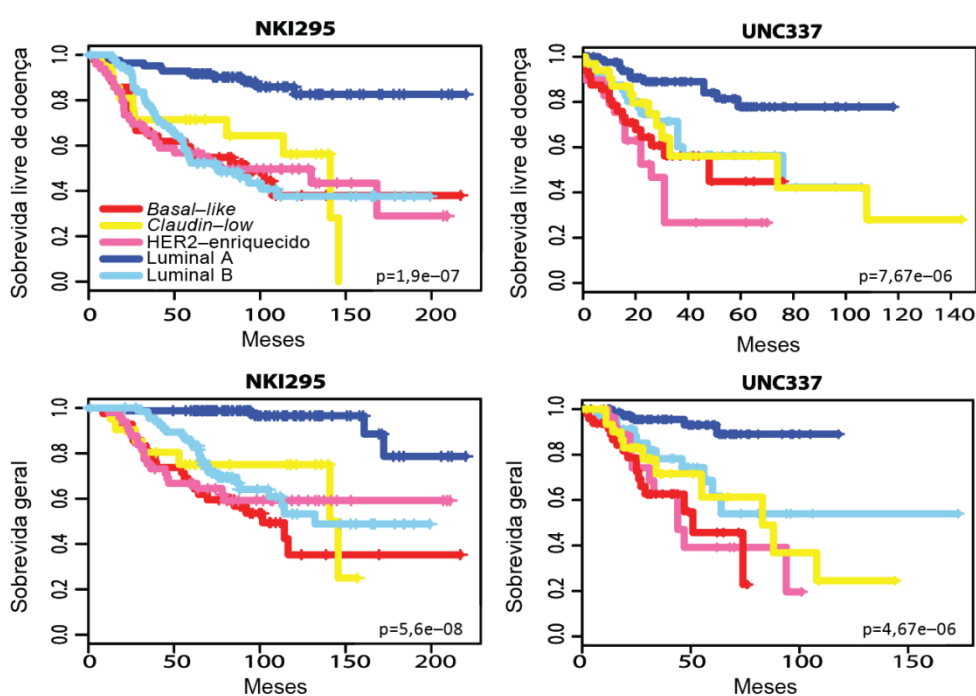 NKI295
Sobrevida livre de doença
1.0
0.8
0.6
0.4
0.2
0.0
Basal–like
Claudin–low
HER2–enriquecido
Luminal A
Luminal B
p=1,9e–07
0 50 100 150 200
Meses
UNC337
Sobrevida livre de doença
1.0
0.8
0.6
0.4
0.2
0.0
p=7,67e–06
0 20 40 60 80 100 120 140
Meses
NKI295
Sobrevida geral
1.0
0.8
0.6
0.4
0.2
0.0
p=5,6e–08
0 50 100 150 200
Meses
UNC337
Sobrevida geral
1.0
0.8
0.6
0.4
0.2
0.0
p=4,67e–06
0 50 100 150
Meses